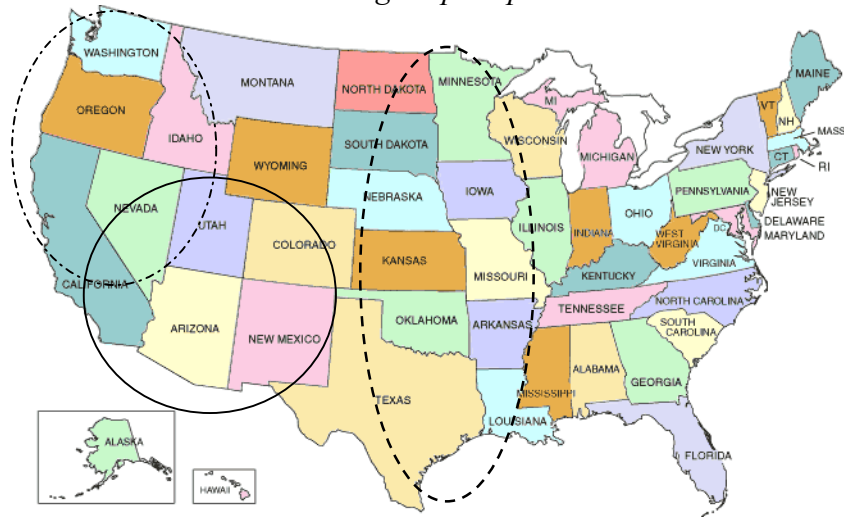 WASHINGTON
OREGON
IDAHO
MONTANA
NORTH DAKOTA
MINNESOTA
WISCONSIN
MI
MICHIGAN
MAINE
VT
NH
MASS
NEW YORK
CT
RI
SOUTH DAKOTA
WYOMING
NEBRASKA
IOWA
ILLINOIS
INDIANA
OHIO
PENNSYLVANIA
NEW
JERSEY
DELAWARE
MARYLAND
DC
WEST
VIRGINIA
VIRGINIA
NEVADA
UTAH
COLORADO
KANSAS
MISSOURI
KENTUCKY
CALIFORNIA
ARIZONA
NEW MEXICO
OKLAHOMA
ARKANSAS
TENNESSEE
NORTH CAROLINA
SOUTH
CAROLINA
TEXAS
LOUISIANA
MISSISSIPPI
ALABAMA
GEORGIA
FLORIDA
ALASKA
HAWAII